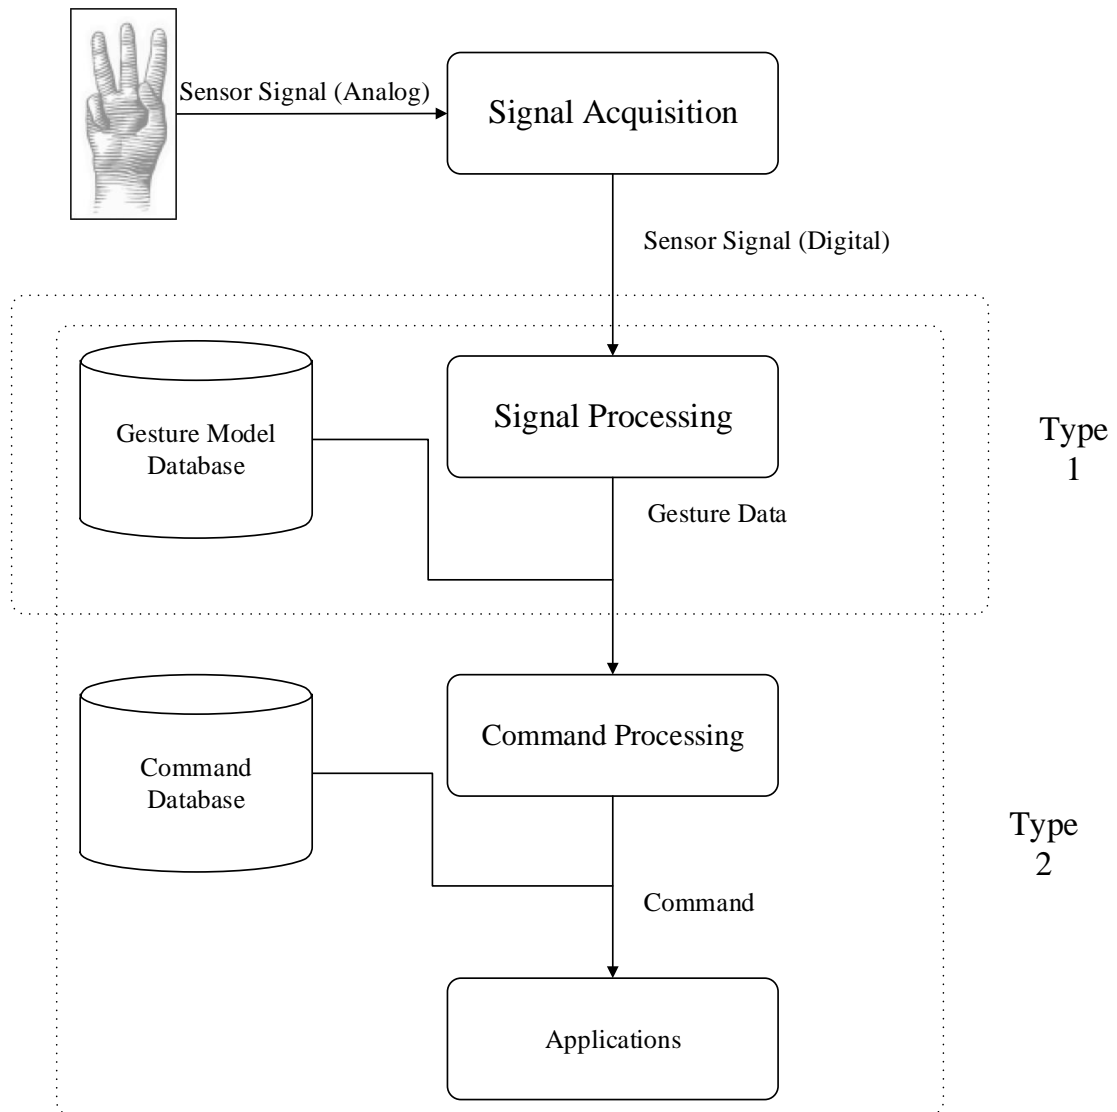 Sensor Signal (Analog)
Signal Acquisition
Sensor Signal (Digital)
Gesture Model
Database
Signal Processing
Type
1
Gesture Data
Command Processing
Command
Database
Type
2
Command
Applications